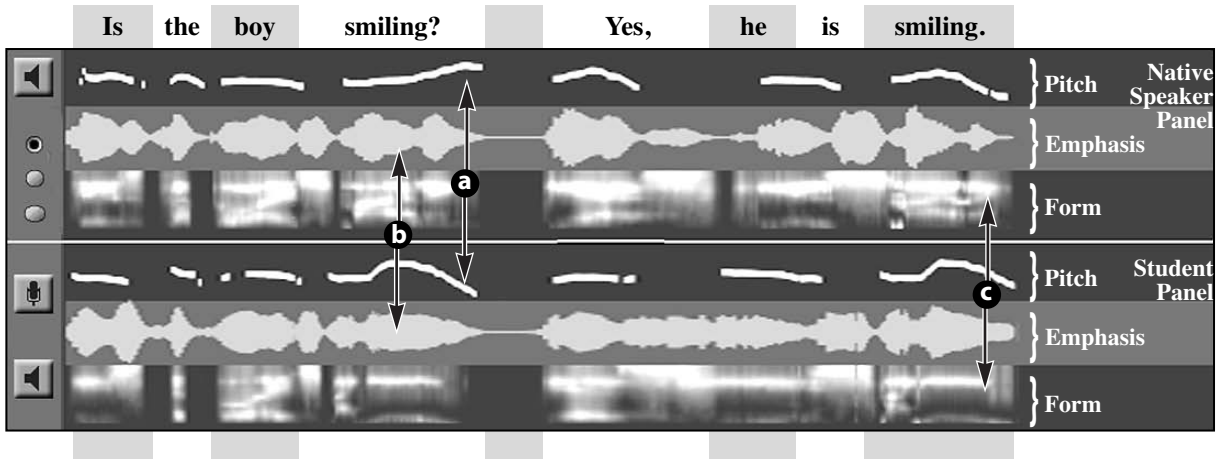 Is the boy smiling? Yes, he is smiling.
} Pitch Native
Speaker
Panel
} Emphasis
a
b
} Form
} Pitch Student
Panel
c
} Emphasis
} Form